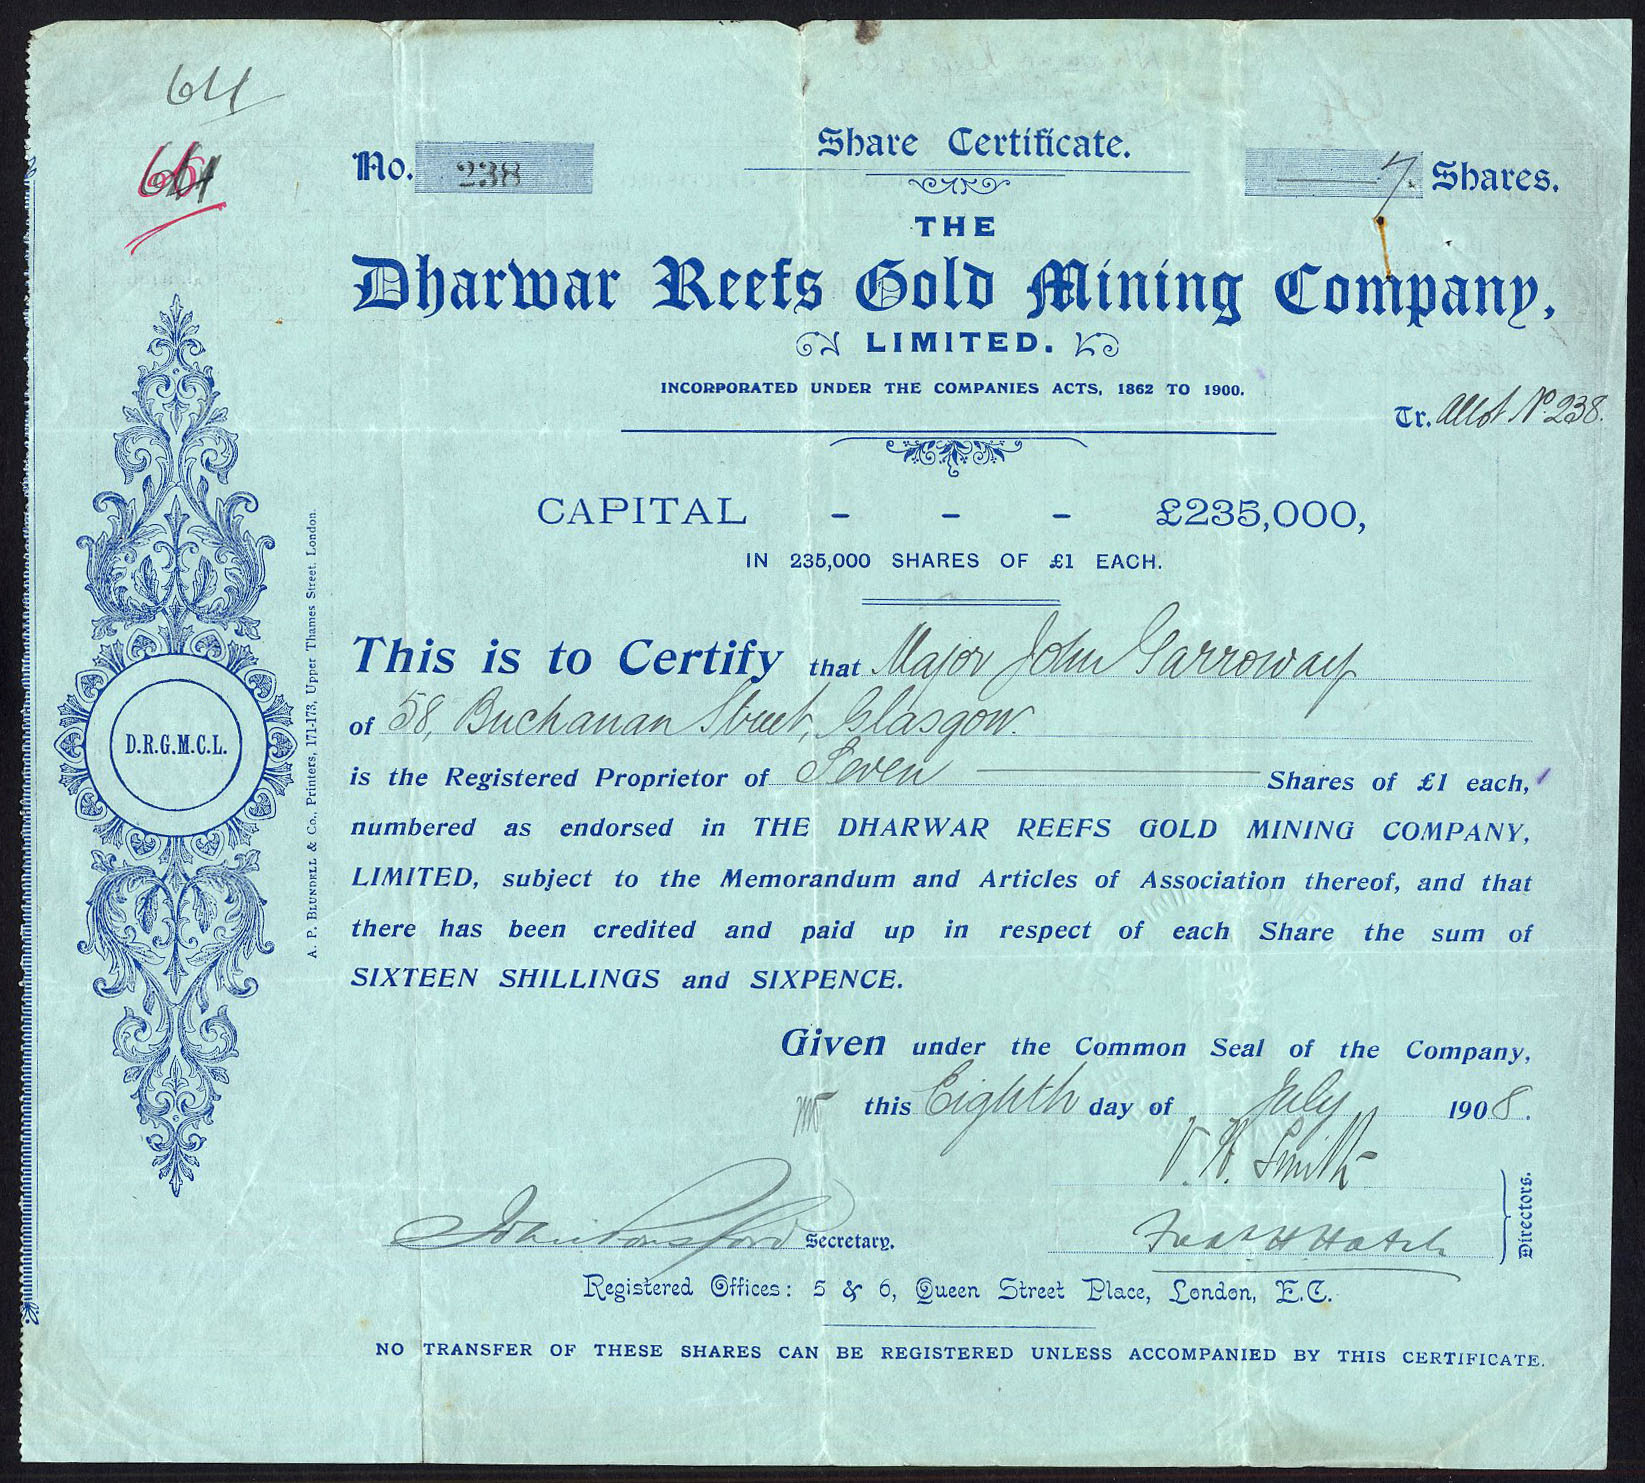 64
Share Certificate.
No. 238
7. Shares.
THE
Dharwar Reefs Gold Mining Company,
LIMITED.
INCORPORATED UNDER THE COMPANIES ACTS, 1862 TO 1900.
Tr. Allot No 238.
CAPITAL - - - £235,000,
IN 235,000 SHARES OF £1 EACH.
This is to Certify that Major John Garroway
of 58, Buchanan Street, Glasgow.
is the Registered Proprietor of Seven Shares of £1 each,
numbered as endorsed in THE DHARWAR REEFS GOLD MINING COMPANY,
LIMITED, subject to the Memorandum and Articles of Association thereof, and that
there has been credited and paid up in respect of each Share the sum of
SIXTEEN SHILLINGS and SIXPENCE.
Given under the Common Seal of the Company,
this Eighth day of July 1908.
Smith
Fred H Hatch
Directors.
John Secretary.
Registered Offices: 5 & 6, Queen Street Place, London, E.C.
NO TRANSFER OF THESE SHARES CAN BE REGISTERED UNLESS ACCOMPANIED BY THIS CERTIFICATE.
D.R.G.M.C.L.
A. P. BLUNDELL & Co., Printers, 171-173, Upper Thames Street, London.